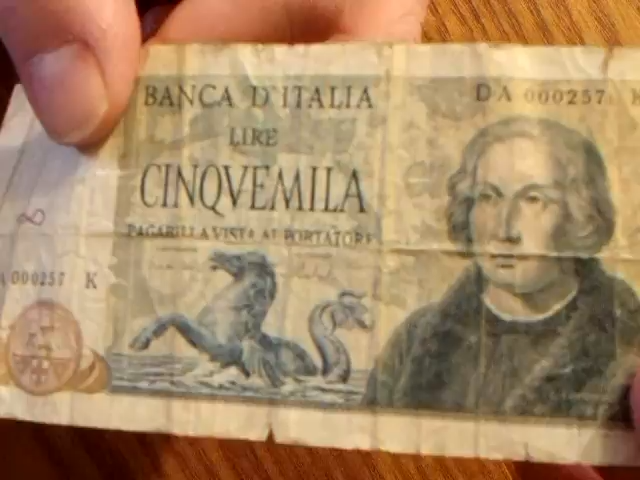 BANCA D'ITALIA
LIRE
CINQVEMILA
PAGABILI A VISTA AL PORTATORE
DA 000257
A 000257 K